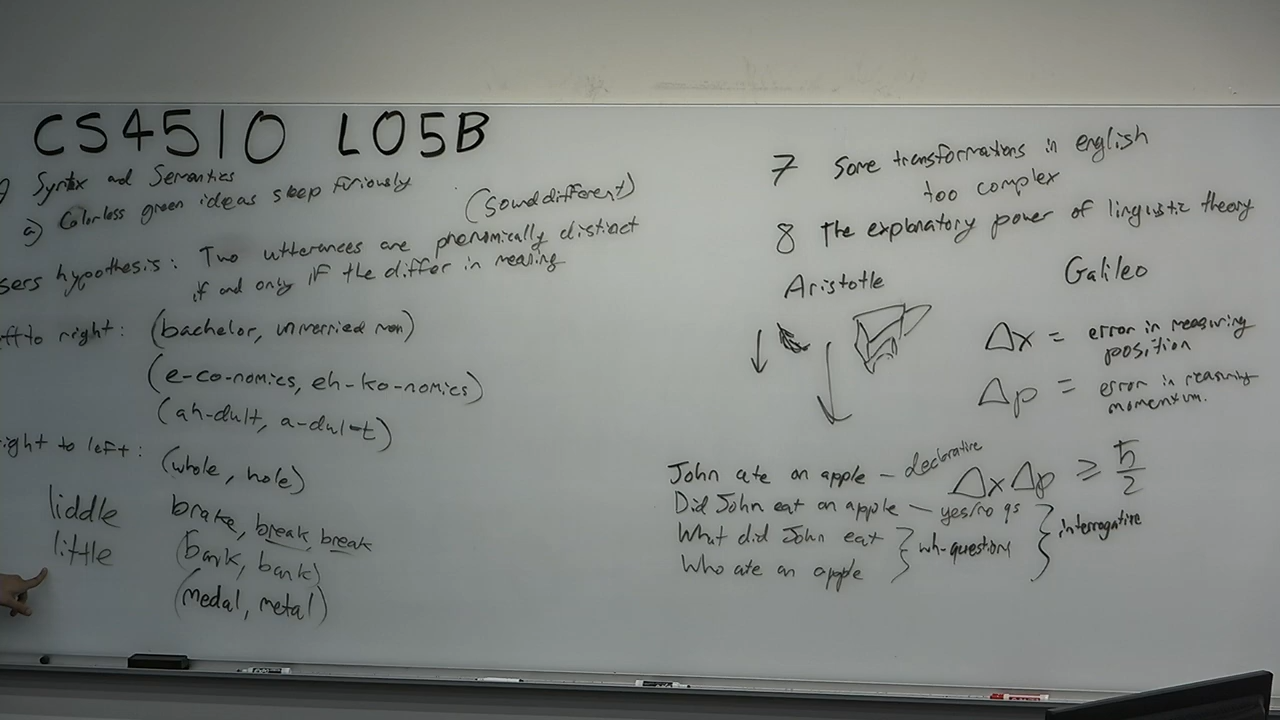 CS4510 L05B
9) Syntax and Semantics
a) Colorless green ideas sleep furiously
(sound different)
sers hypothesis: Two utterances are phenomically distinct
if and only if the differ in meaning
ft to right: (bachelor, unmerried man)
(e-co-nomics, eh-ko-nomics)
(ah-dult, a-dul-t)
ight to left: (whole, hole)
liddle
little
brake, break, break
(bank, bank)
(medal, metal)
7 Some transformations in english
too complex
8 The explanatory power of linguistic theory
Aristotle
Galileo
Δx = error in measuring
position
Δp = error in measuring
momentum.
ΔxΔp ≥ ℏ/2
John ate an apple – declarative
Did John eat an apple – yes/no qs
What did John eat
Who ate an apple
wh-questions
interrogative